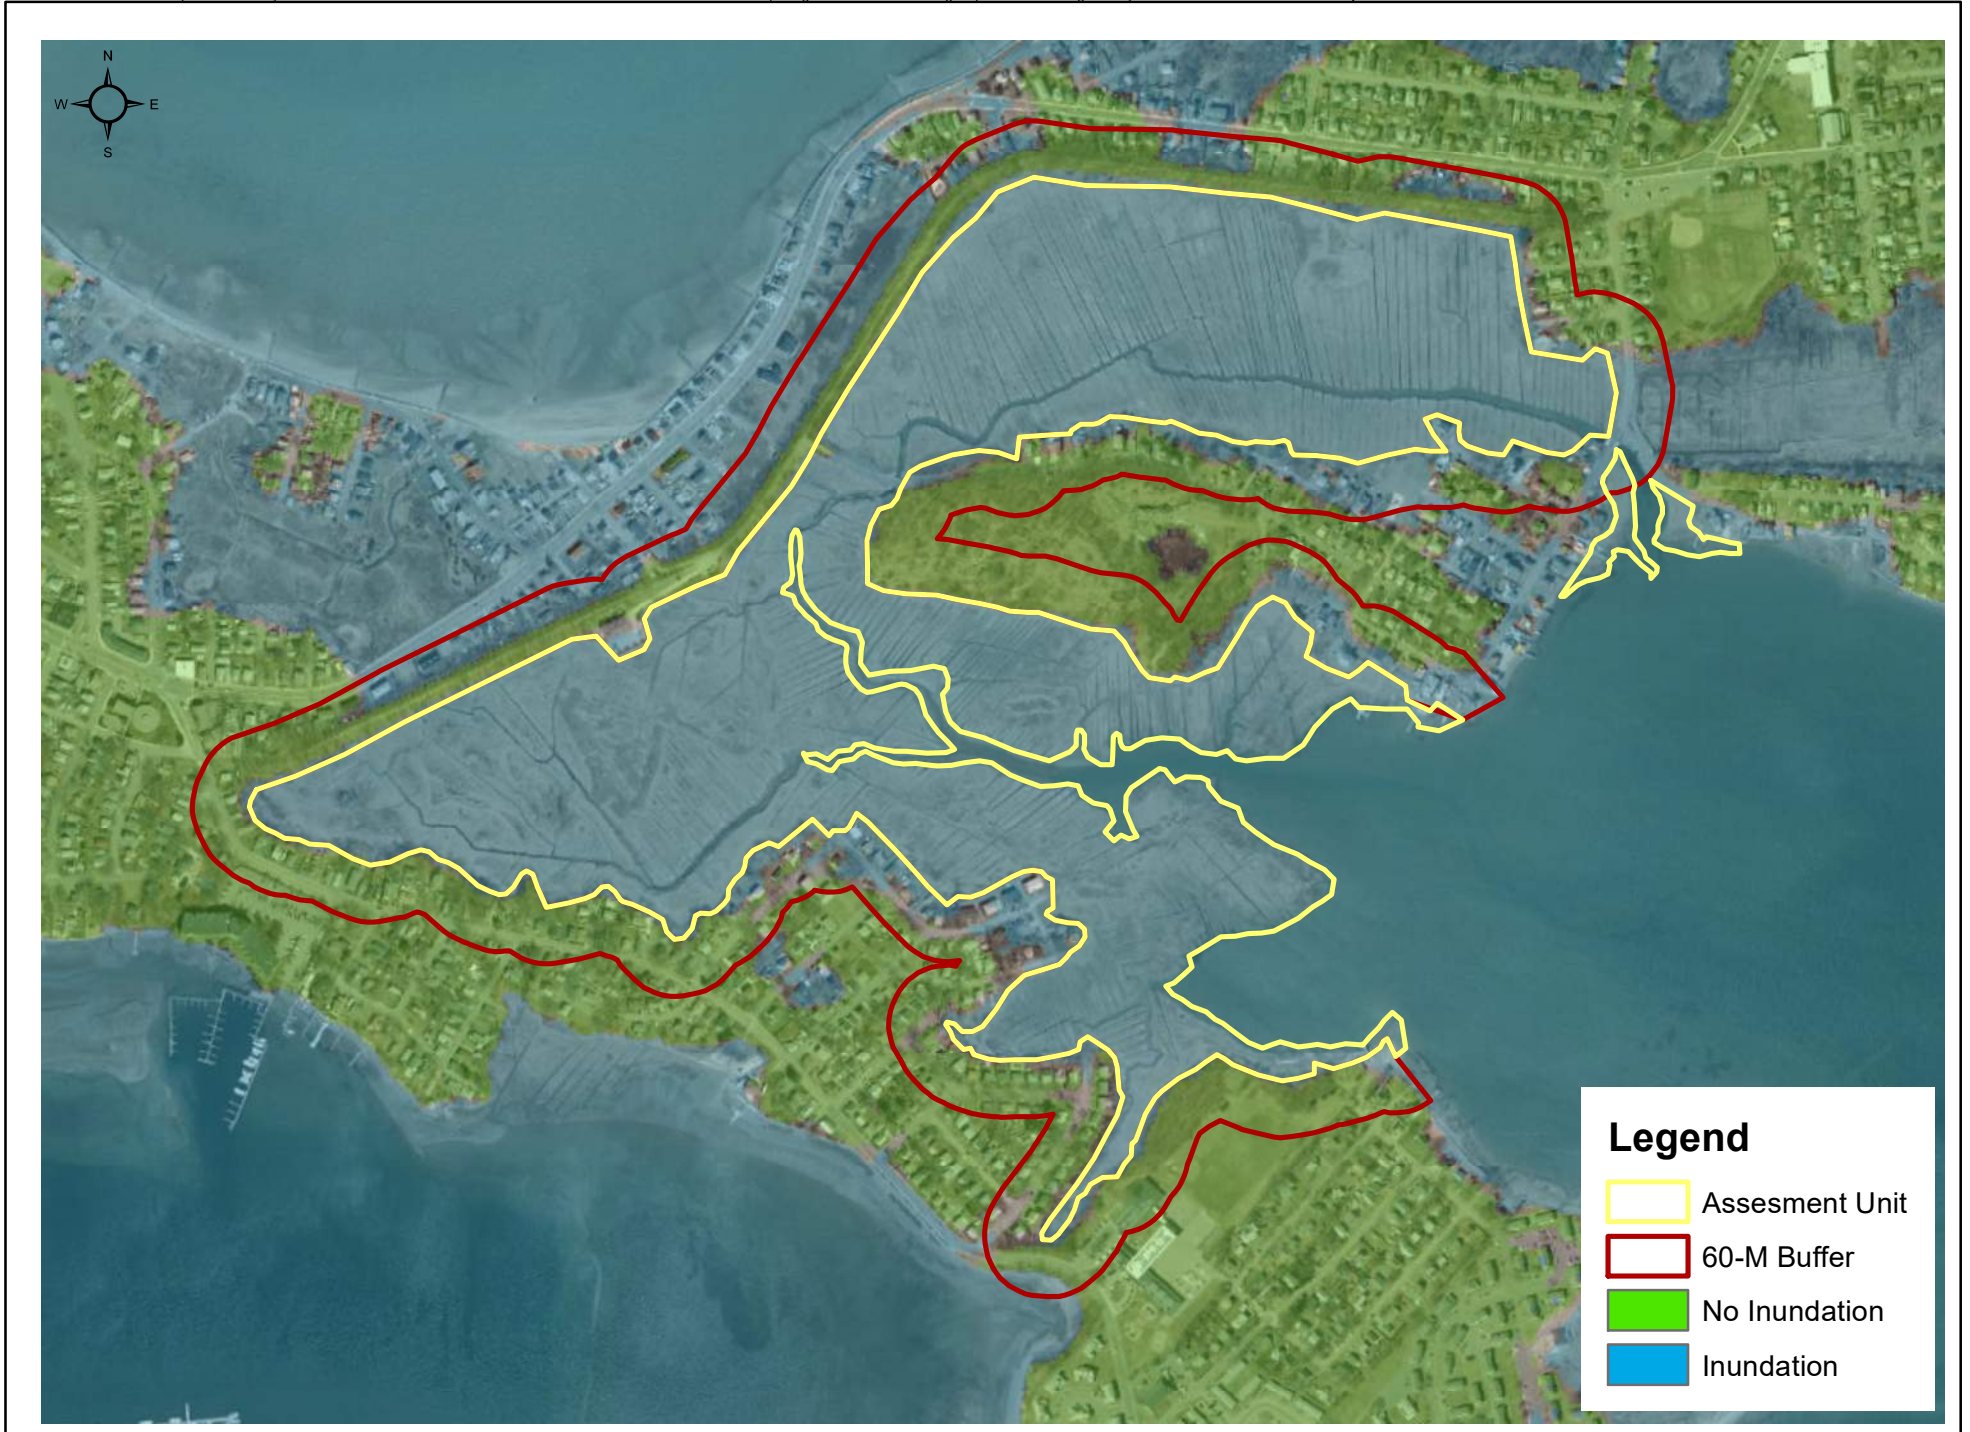 N
W E
S
Legend
Assesment Unit
60-M Buffer
No Inundation
Inundation